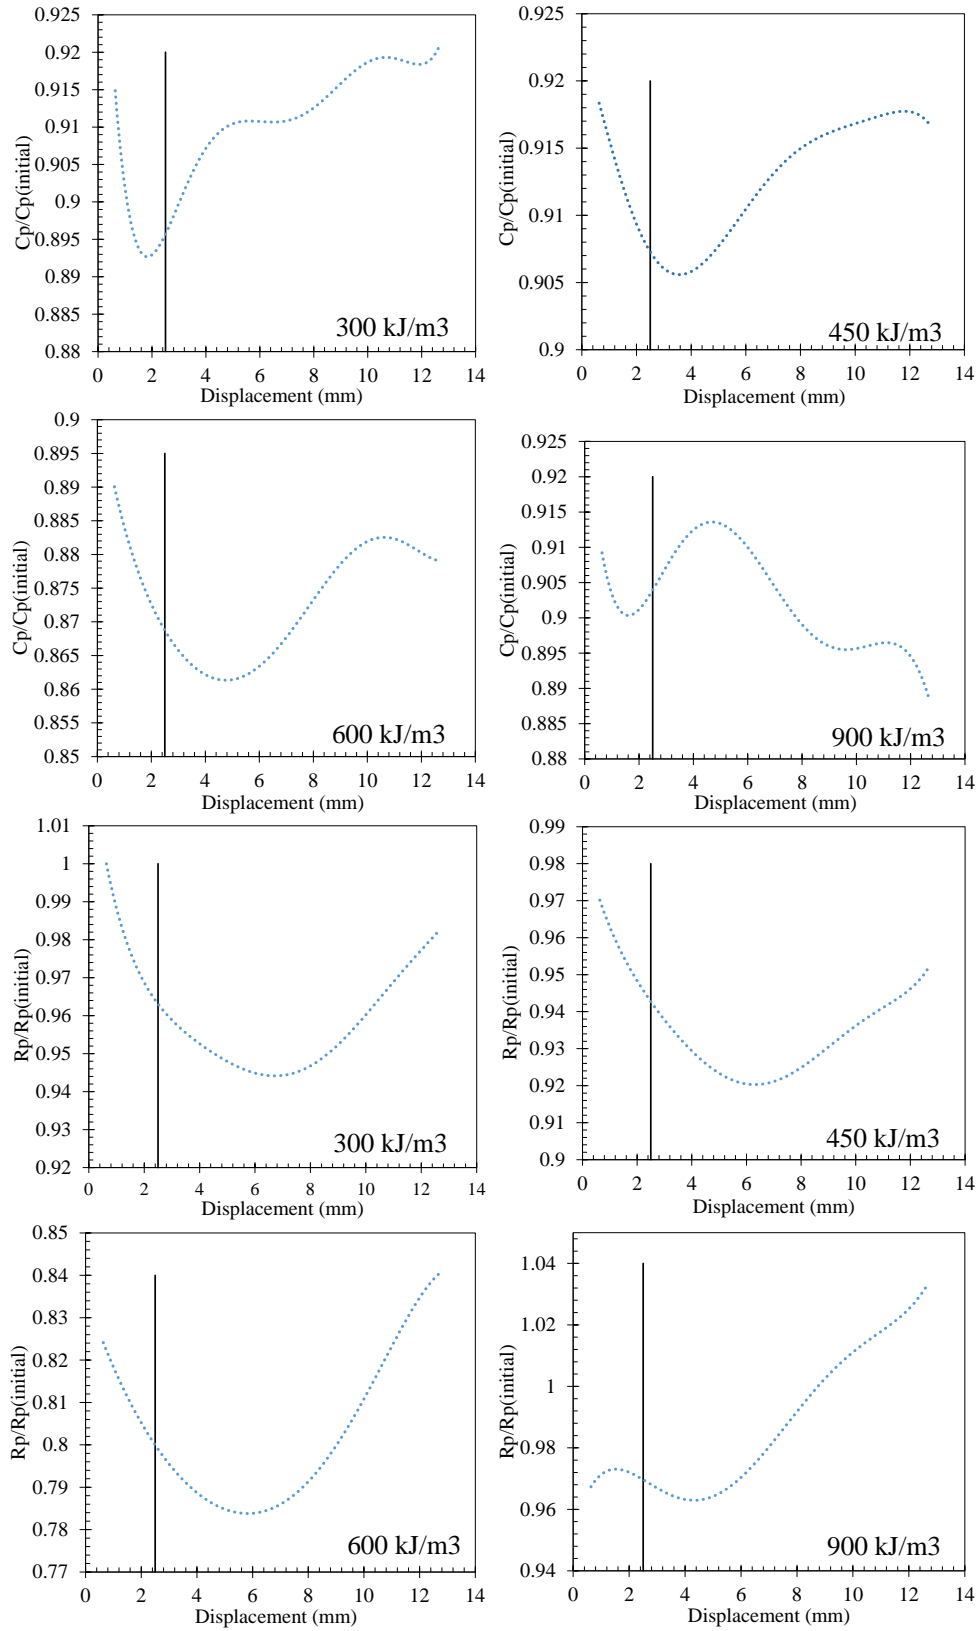 0.925
0.92
0.915
0.91
0.905
0.9
0.895
0.89
0.885
0.88
Cp/Cp(initial)
300 kJ/m3
0 2 4 6 8 10 12 14
Displacement (mm)
0.925
0.92
0.915
0.91
0.905
0.9
Cp/Cp(initial)
450 kJ/m3
0 2 4 6 8 10 12 14
Displacement (mm)
0.9
0.895
0.89
0.885
0.88
0.875
0.87
0.865
0.86
0.855
0.85
Cp/Cp(initial)
600 kJ/m3
0 2 4 6 8 10 12 14
Displacement (mm)
0.925
0.92
0.915
0.91
0.905
0.9
0.895
0.89
0.885
0.88
Cp/Cp(initial)
900 kJ/m3
0 2 4 6 8 10 12 14
Displacement (mm)
1.01
1
0.99
0.98
0.97
0.96
0.95
0.94
0.93
0.92
Rp/Rp(initial)
300 kJ/m3
0 2 4 6 8 10 12 14
Displacement (mm)
0.99
0.98
0.97
0.96
0.95
0.94
0.93
0.92
0.91
0.9
Rp/Rp(initial)
450 kJ/m3
0 2 4 6 8 10 12 14
Displacement (mm)
0.85
0.84
0.83
0.82
0.81
0.8
0.79
0.78
0.77
Rp/Rp(initial)
600 kJ/m3
0 2 4 6 8 10 12 14
Displacement (mm)
1.04
1.02
1
0.98
0.96
0.94
Rp/Rp(initial)
900 kJ/m3
0 2 4 6 8 10 12 14
Displacement (mm)